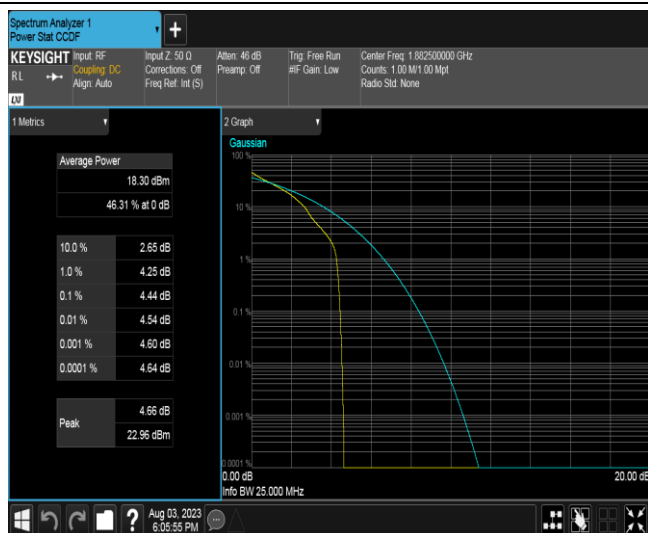 Spectrum Analyzer 1
Power Stat CCDF
+
KEYSIGHT
RL
LXI
Input: RF
Coupling: DC
Align: Auto
Input Z: 50 Ω
Corrections: Off
Freq Ref: Int (S)
Atten: 46 dB
Preamp: Off
Trig: Free Run
#IF Gain: Low
Center Freq: 1.882500000 GHz
Counts: 1.00 M/1.00 Mpt
Radio Std: None
1 Metrics
Average Power
18.30 dBm
46.31 % at 0 dB
10.0 % 2.65 dB
1.0 % 4.25 dB
0.1 % 4.44 dB
0.01 % 4.54 dB
0.001 % 4.60 dB
0.0001 % 4.64 dB
Peak
4.66 dB
22.96 dBm
2 Graph
Gaussian
100 %
10 %
1 %
0.1 %
0.01 %
0.001 %
0.0001 %
0.00 dB
20.00 dB
Info BW 25.000 MHz
?
Aug 03, 2023
6:05:55 PM